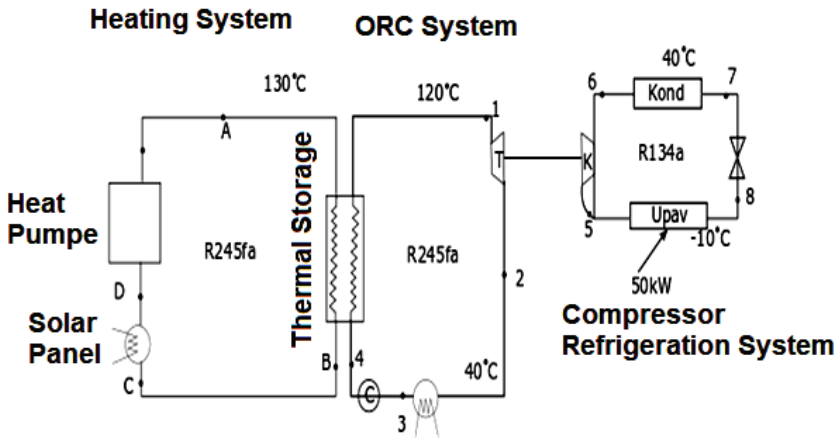 Heating System
ORC System
130°C
120°C
40°C
A
1
6
7
Kond
T
K
R134a
Heat
Pumpe
R245fa
Thermal Storage
R245fa
5
Upav
8
-10°C
2
50kW
D
Solar
Panel
C
B
4
C
3
40°C
Compressor
Refrigeration System